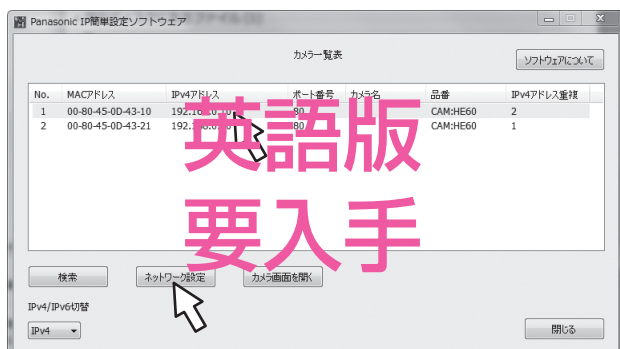 Panasonic IP簡単設定ソフトウェア
カメラ一覧表
ソフトウェアについて
No. MACアドレス IPv4アドレス ポート番号 カメラ名 品番 IPv4アドレス重複
1 00-80-45-0D-43-10 80 CAM:HE60 2
2 00-80-45-0D-43-21 80 CAM:HE60 1
英語版
要入手
検索 ネットワーク設定 カメラ画面を開く
IPv4/IPv6切替
IPv4 閉じる